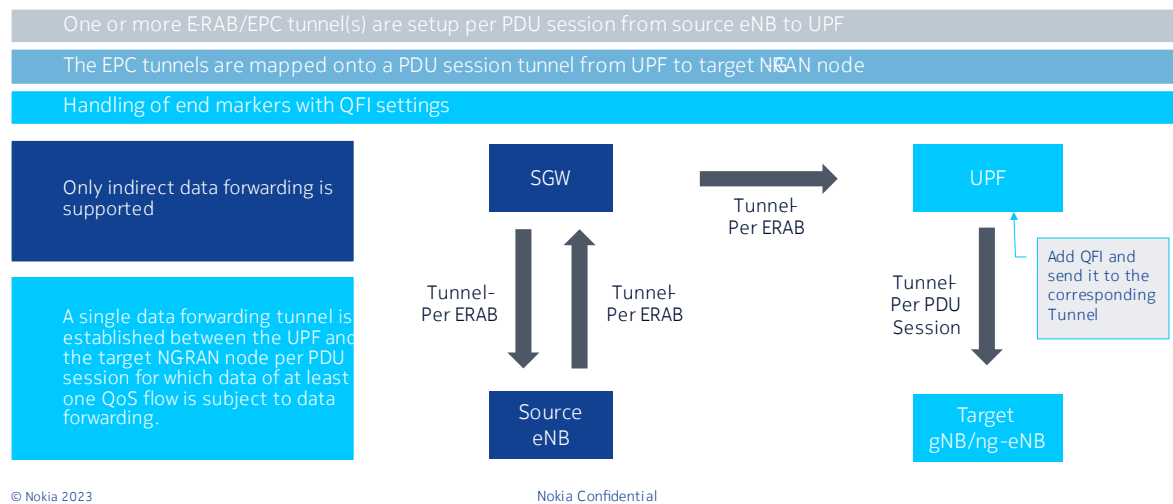 One or more E-RAB/EPC tunnel(s) are setup per PDU session from source eNB to UPF
The EPC tunnels are mapped onto a PDU session tunnel from UPF to target NG-RAN node
Handling of end markers with QFI settings
Only indirect data forwarding is
supported
A single data forwarding tunnel is
established between the UPF and
the target NGRAN node per PDU
session for which data of at least
one QoS flow is subject to data
forwarding.
SGW
Tunnel-
Per ERAB
UPF
Tunnel-
Per ERAB
Tunnel-
Per ERAB
Tunnel-
Per PDU
Session
Add QFI and
send it to the
corresponding
Tunnel
Source
eNB
Target
gNB/ng-eNB
© Nokia 2023
Nokia Confidential